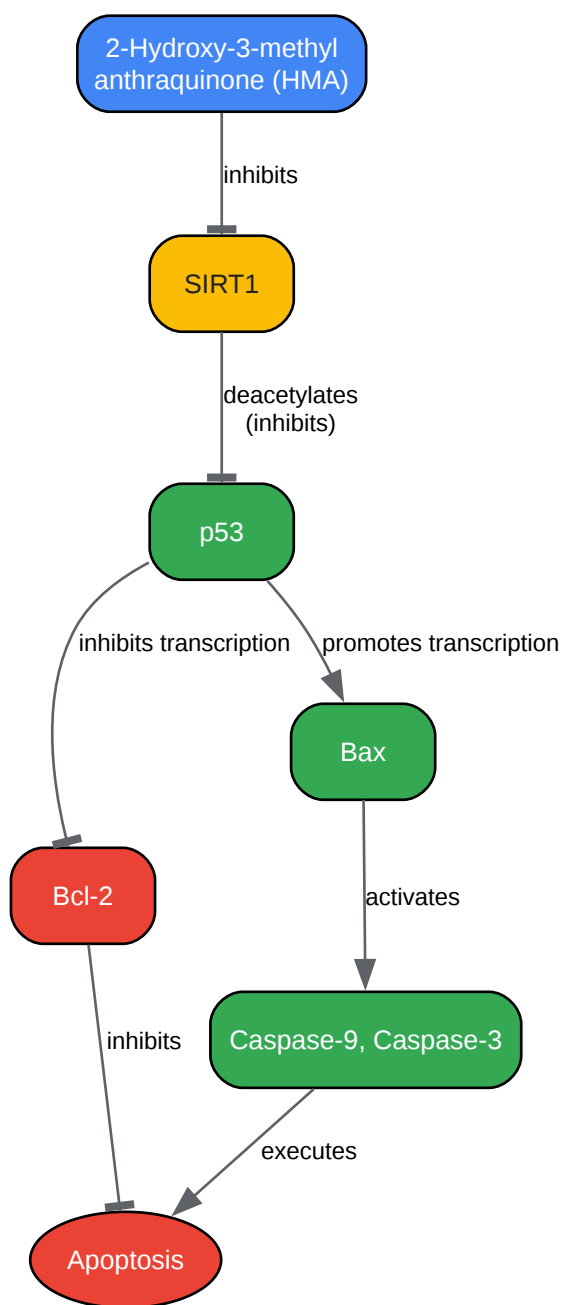 2-Hydroxy-3-methyl
anthraquinone (HMA)
inhibits
SIRT1
deacetylates
(inhibits)
p53
inhibits transcription
promotes transcription
Bax
Bcl-2
activates
inhibits
Caspase-9, Caspase-3
executes
Apoptosis